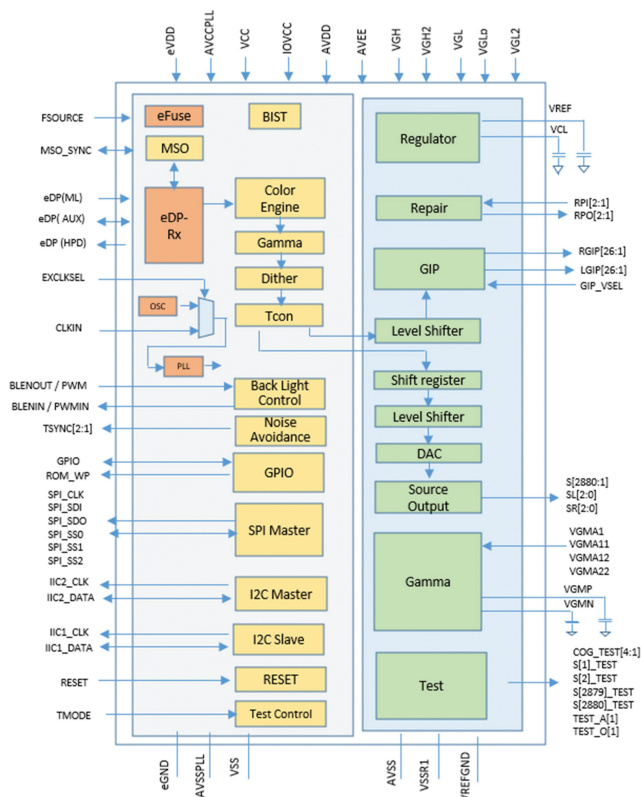 eVDD
AVCCPLL
VCC
IOVCC
AVDD
AVEE
VGH
VGH2
VGL
VGLD
VGL2
FSOURCE
eFuse
BIST
MSO_SYNC
MSO
Regulator
VREF
VCL
eDP(ML)
eDP( AUX)
eDP (HPD)
eDP-
Rx
Color
Engine
Repair
RPI[2:1]
RPO[2:1]
Gamma
GIP
RGIP[26:1]
LGIP[26:1]
GIP_VSEL
EXCLKSEL
Dither
OSC
Tcon
CLKIN
Level Shifter
PLL
BLENOUT / PWM
BLENIN / PWMIN
Back Light
Control
Shift register
TSYNC[2:1]
Noise
Avoidance
Level Shifter
GPIO
ROM_WP
GPIO
DAC
SPI_CLK
SPI_SDI
SPI_SDO
SPI_SS0
SPI_SS1
SPI_SS2
SPI Master
Source
Output
S[2880:1]
SL[2:0]
SR[2:0]
VGMA1
VGMA11
VGMA12
VGMA22
Gamma
VGMP
VGMN
IIC2_CLK
IIC2_DATA
I2C Master
IIC1_CLK
IIC1_DATA
I2C Slave
COG_TEST[4:1]
S[1]_TEST
S[2]_TEST
S[2879]_TEST
S[2880]_TEST
TEST_A[1]
TEST_O[1]
RESET
RESET
Test
TMODE
Test Control
eGND
AVSSPLL
VSS
AVSS
VSSR1
VREFGND